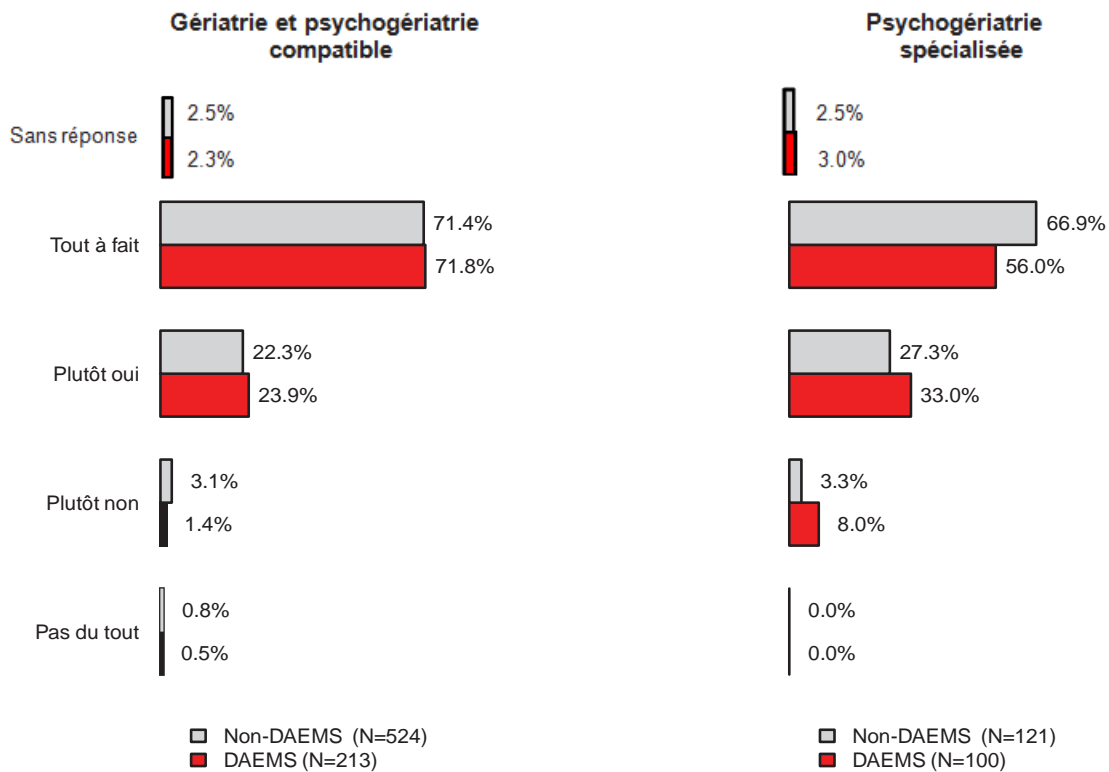 Gériatrie et psychogériatrie
compatible
Sans réponse
2.5%
2.3%
Tout à fait
71.4%
71.8%
Plutôt oui
22.3%
23.9%
Plutôt non
3.1%
1.4%
Pas du tout
0.8%
0.5%
Non-DAEMS (N=524)
DAEMS (N=213)
Psychogériatrie
spécialisée
2.5%
3.0%
66.9%
56.0%
27.3%
33.0%
3.3%
8.0%
0.0%
0.0%
Non-DAEMS (N=121)
DAEMS (N=100)